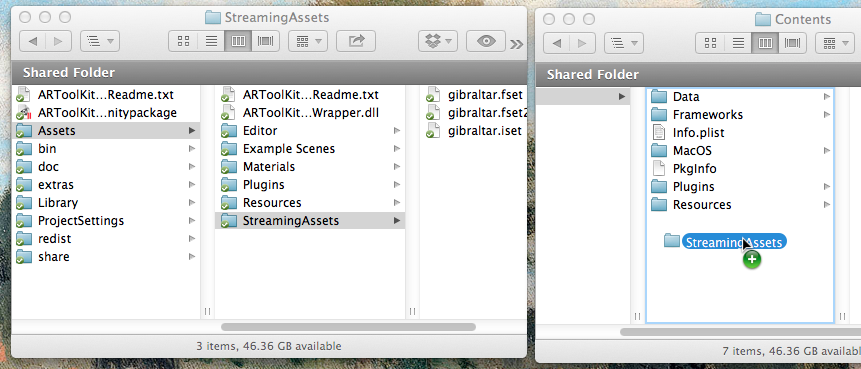 StreamingAssets
Shared Folder
ARToolKit...Readme.txt
ARToolKit...nitypackage
Assets
bin
doc
extras
Library
ProjectSettings
redist
share
ARToolKit...Readme.txt
ARToolKit...Wrapper.dll
Editor
Example Scenes
Materials
Plugins
Resources
StreamingAssets
gibraltar.fset
gibraltar.fset2
gibraltar.iset
3 items, 46.36 GB available
Contents
Shared Folder
Data
Frameworks
Info.plist
MacOS
PkgInfo
Plugins
Resources
StreamingAssets
7 items, 46.36 GB availabl